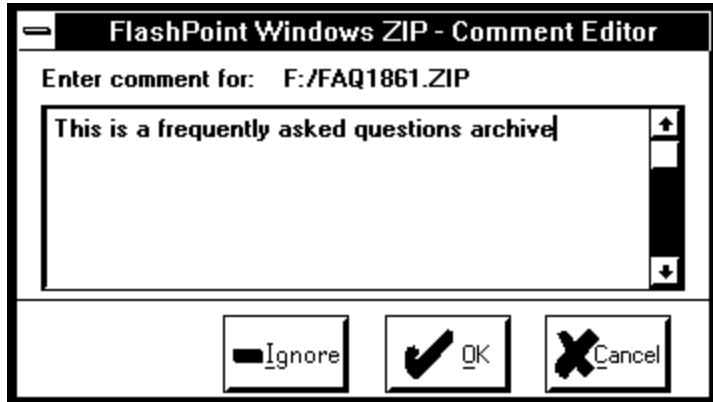 FlashPoint Windows ZIP - Comment Editor
Enter comment for: F:/FAQ1861.ZIP
This is a frequently asked questions archive
Ignore OK Cancel